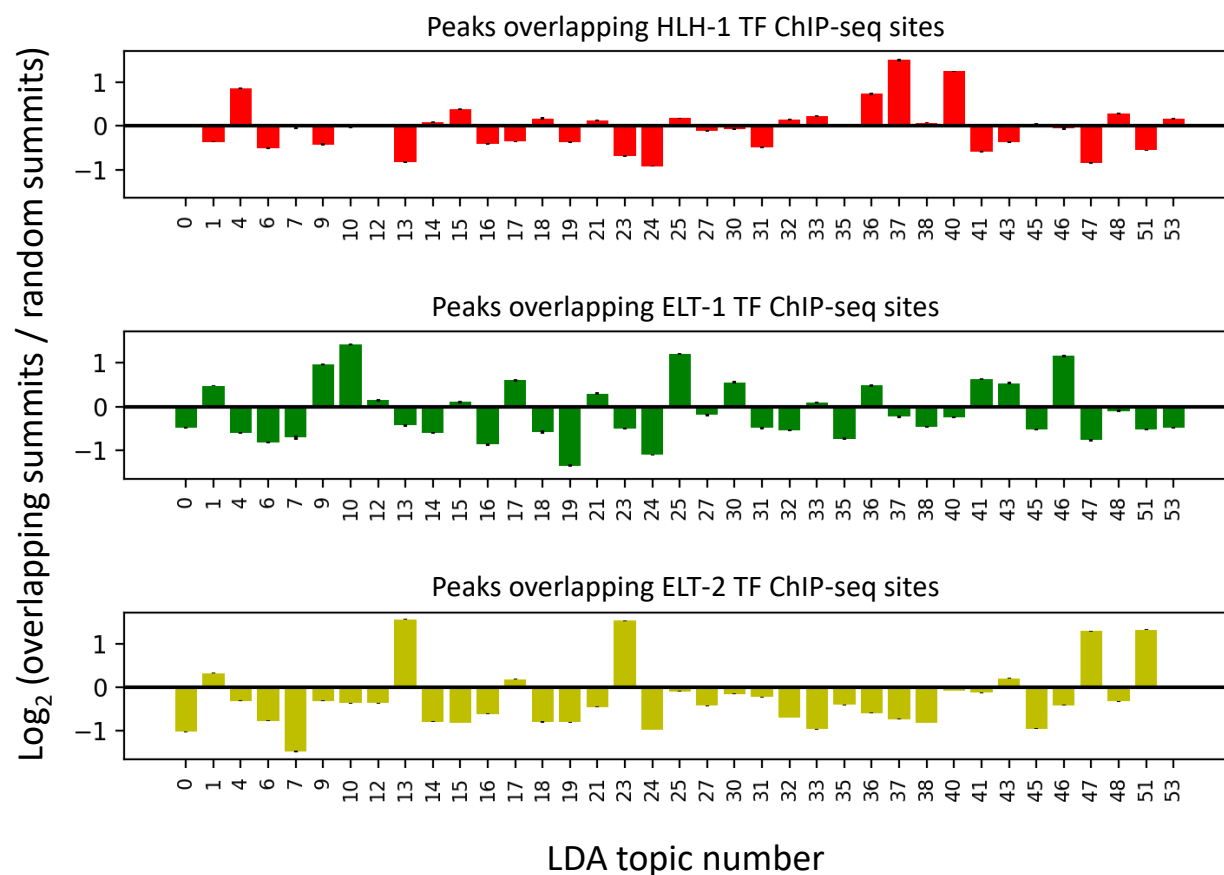 Peaks overlapping HLH-1 TF ChIP-seq sites
1
0
−1
0 1 4 6 7 9 10 12 13 14 15 16 17 18 19 21 23 24 25 27 30 31 32 33 35 36 37 38 40 41 43 45 46 47 48 51 53
Peaks overlapping ELT-1 TF ChIP-seq sites
1
0
−1
0 1 4 6 7 9 10 12 13 14 15 16 17 18 19 21 23 24 25 27 30 31 32 33 35 36 37 38 40 41 43 45 46 47 48 51 53
Peaks overlapping ELT-2 TF ChIP-seq sites
1
0
−1
0 1 4 6 7 9 10 12 13 14 15 16 17 18 19 21 23 24 25 27 30 31 32 33 35 36 37 38 40 41 43 45 46 47 48 51 53
LDA topic number
Log₂ (overlapping summits / random summits)